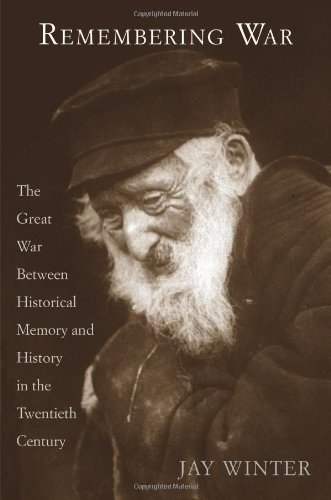 REMEMBERING WAR
The
Great
War
Between
Historical
Memory and
History
in the
Twentieth
Century
JAY WINTER